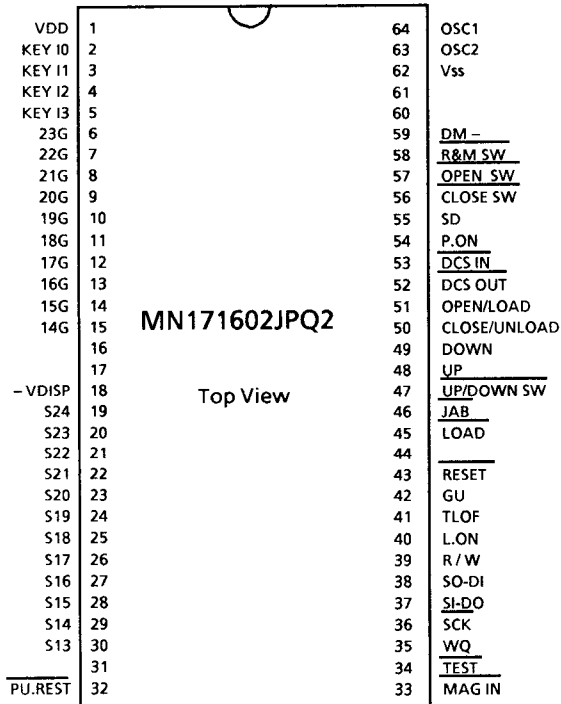 VDD 1 64 OSC1
KEY I0 2 63 OSC2
KEY I1 3 62 Vss
KEY I2 4 61
KEY I3 5 60
23G 6 59 DM –
22G 7 58 R&M SW
21G 8 57 OPEN SW
20G 9 56 CLOSE SW
19G 10 55 SD
18G 11 54 P.ON
17G 12 53 DCS IN
16G 13 52 DCS OUT
15G 14 51 OPEN/LOAD
14G 15 50 CLOSE/UNLOAD
MN171602JPQ2
16 49 DOWN
17 48 UP
– VDISP 18 47 UP/DOWN SW
Top View
S24 19 46 JAB
S23 20 45 LOAD
S22 21 44
S21 22 43 RESET
S20 23 42 GU
S19 24 41 TLOF
S18 25 40 L.ON
S17 26 39 R / W
S16 27 38 SO-DI
S15 28 37 SI-DO
S14 29 36 SCK
S13 30 35 WQ
31 34 TEST
PU.REST 32 33 MAG IN